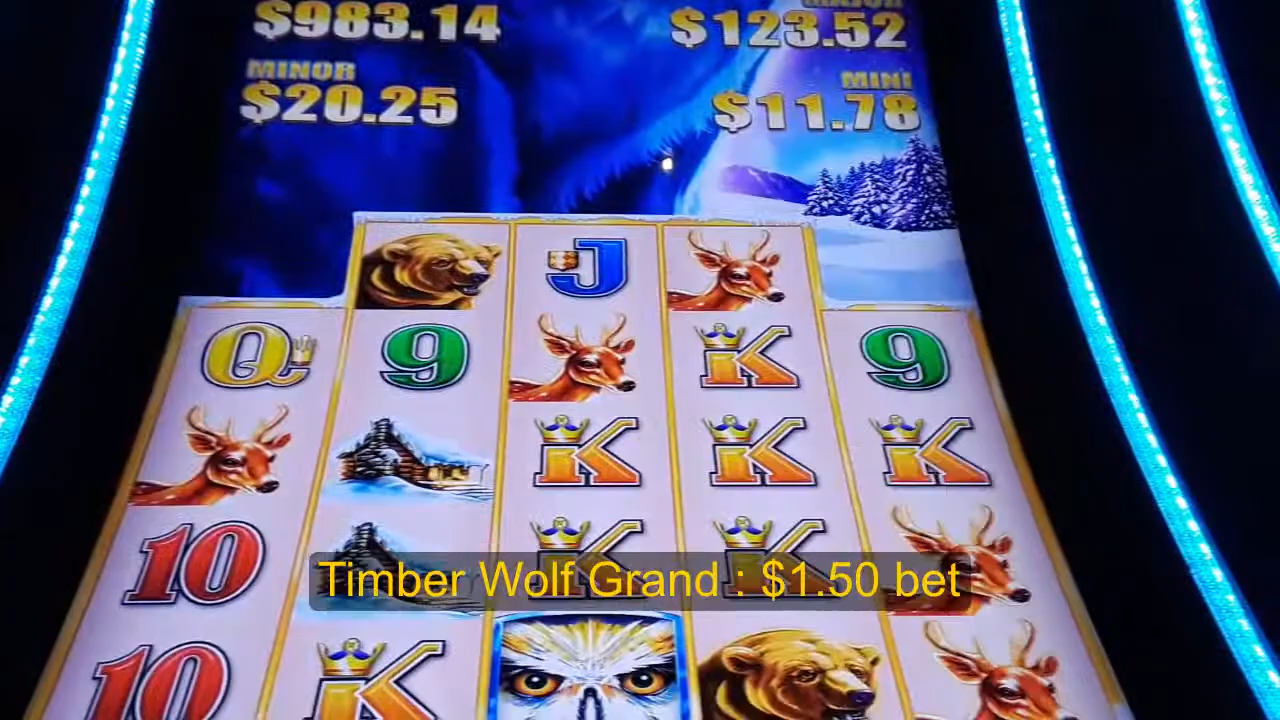 $983.14
MAJOR
$123.52
MINOR
$20.25
MINI
$11.78
J
Q 9 K 9
K K K
10 K K
Timber Wolf Grand : $1.50 bet
10 K